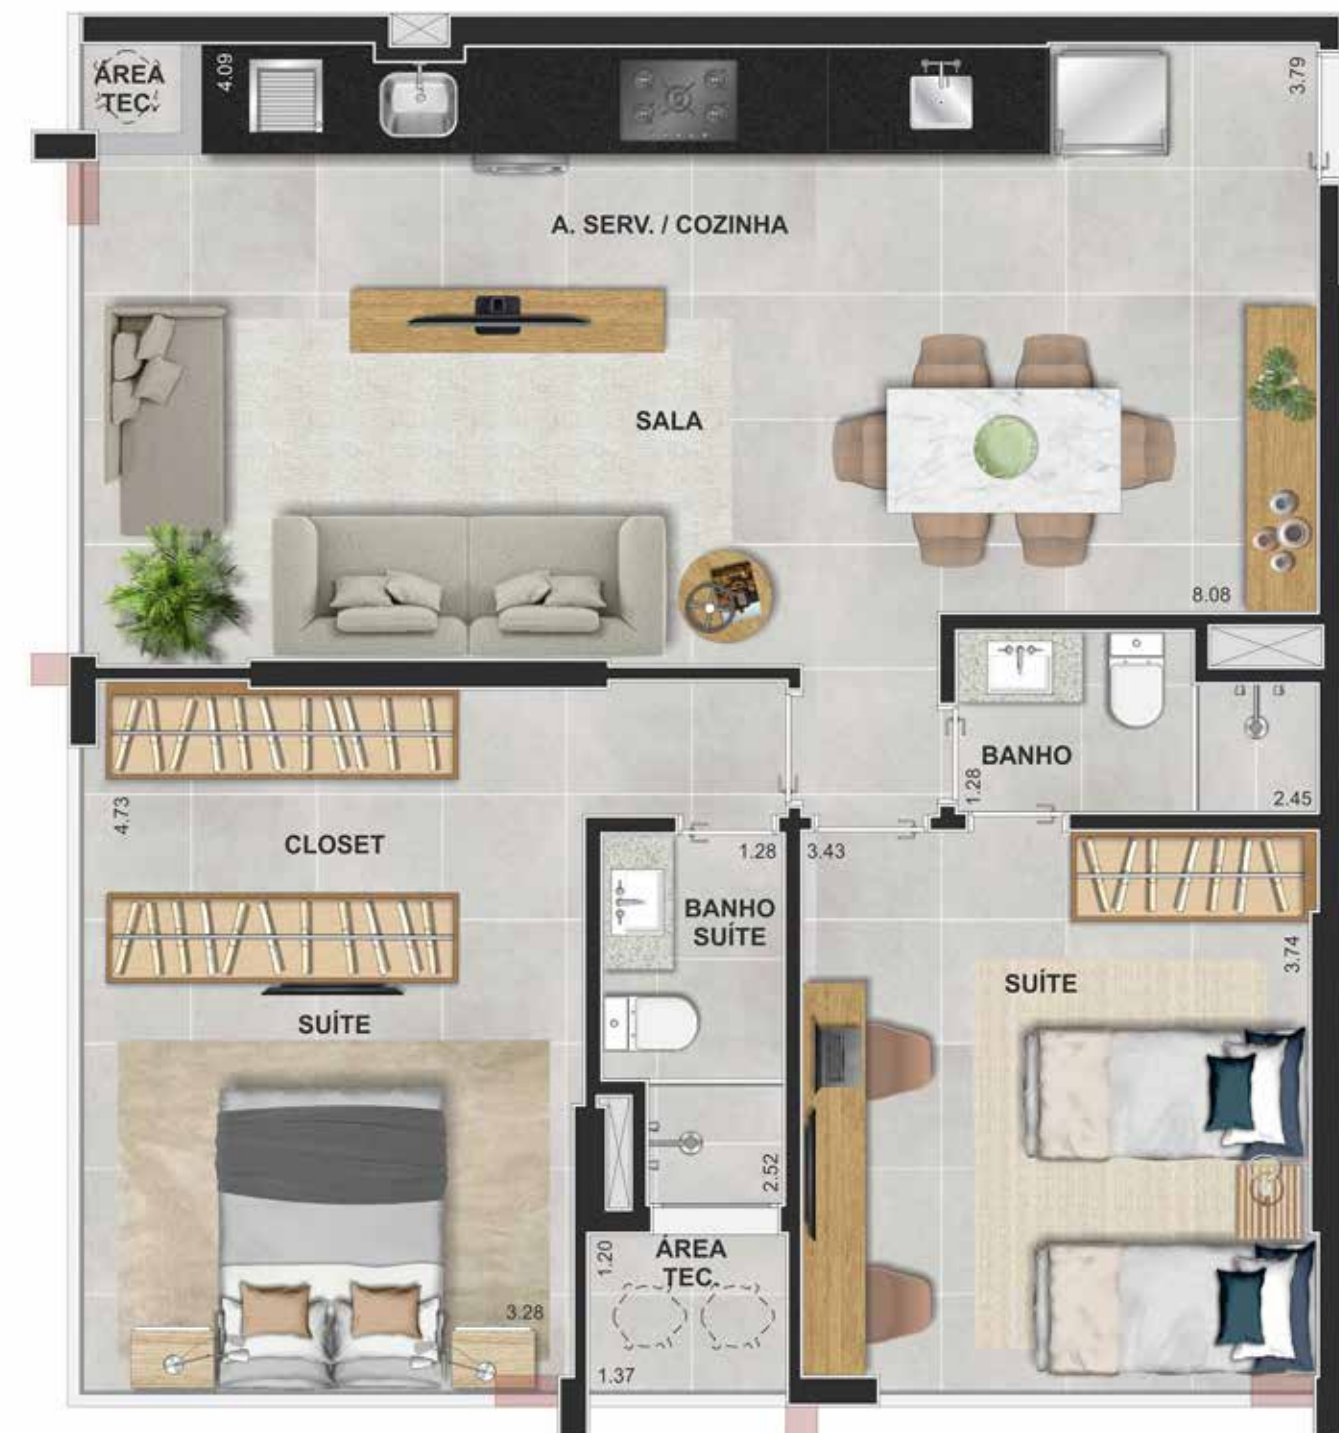 ÁREA
TEC.
4.09
3.79
A. SERV. / COZINHA
SALA
8.08
BANHO
1.28
2.45
4.73
CLOSET
1.28
3.43
BANHO
SUÍTE
3.74
SUÍTE
SUÍTE
2.52
1.20
ÁREA
TEC.
3.28
1.37